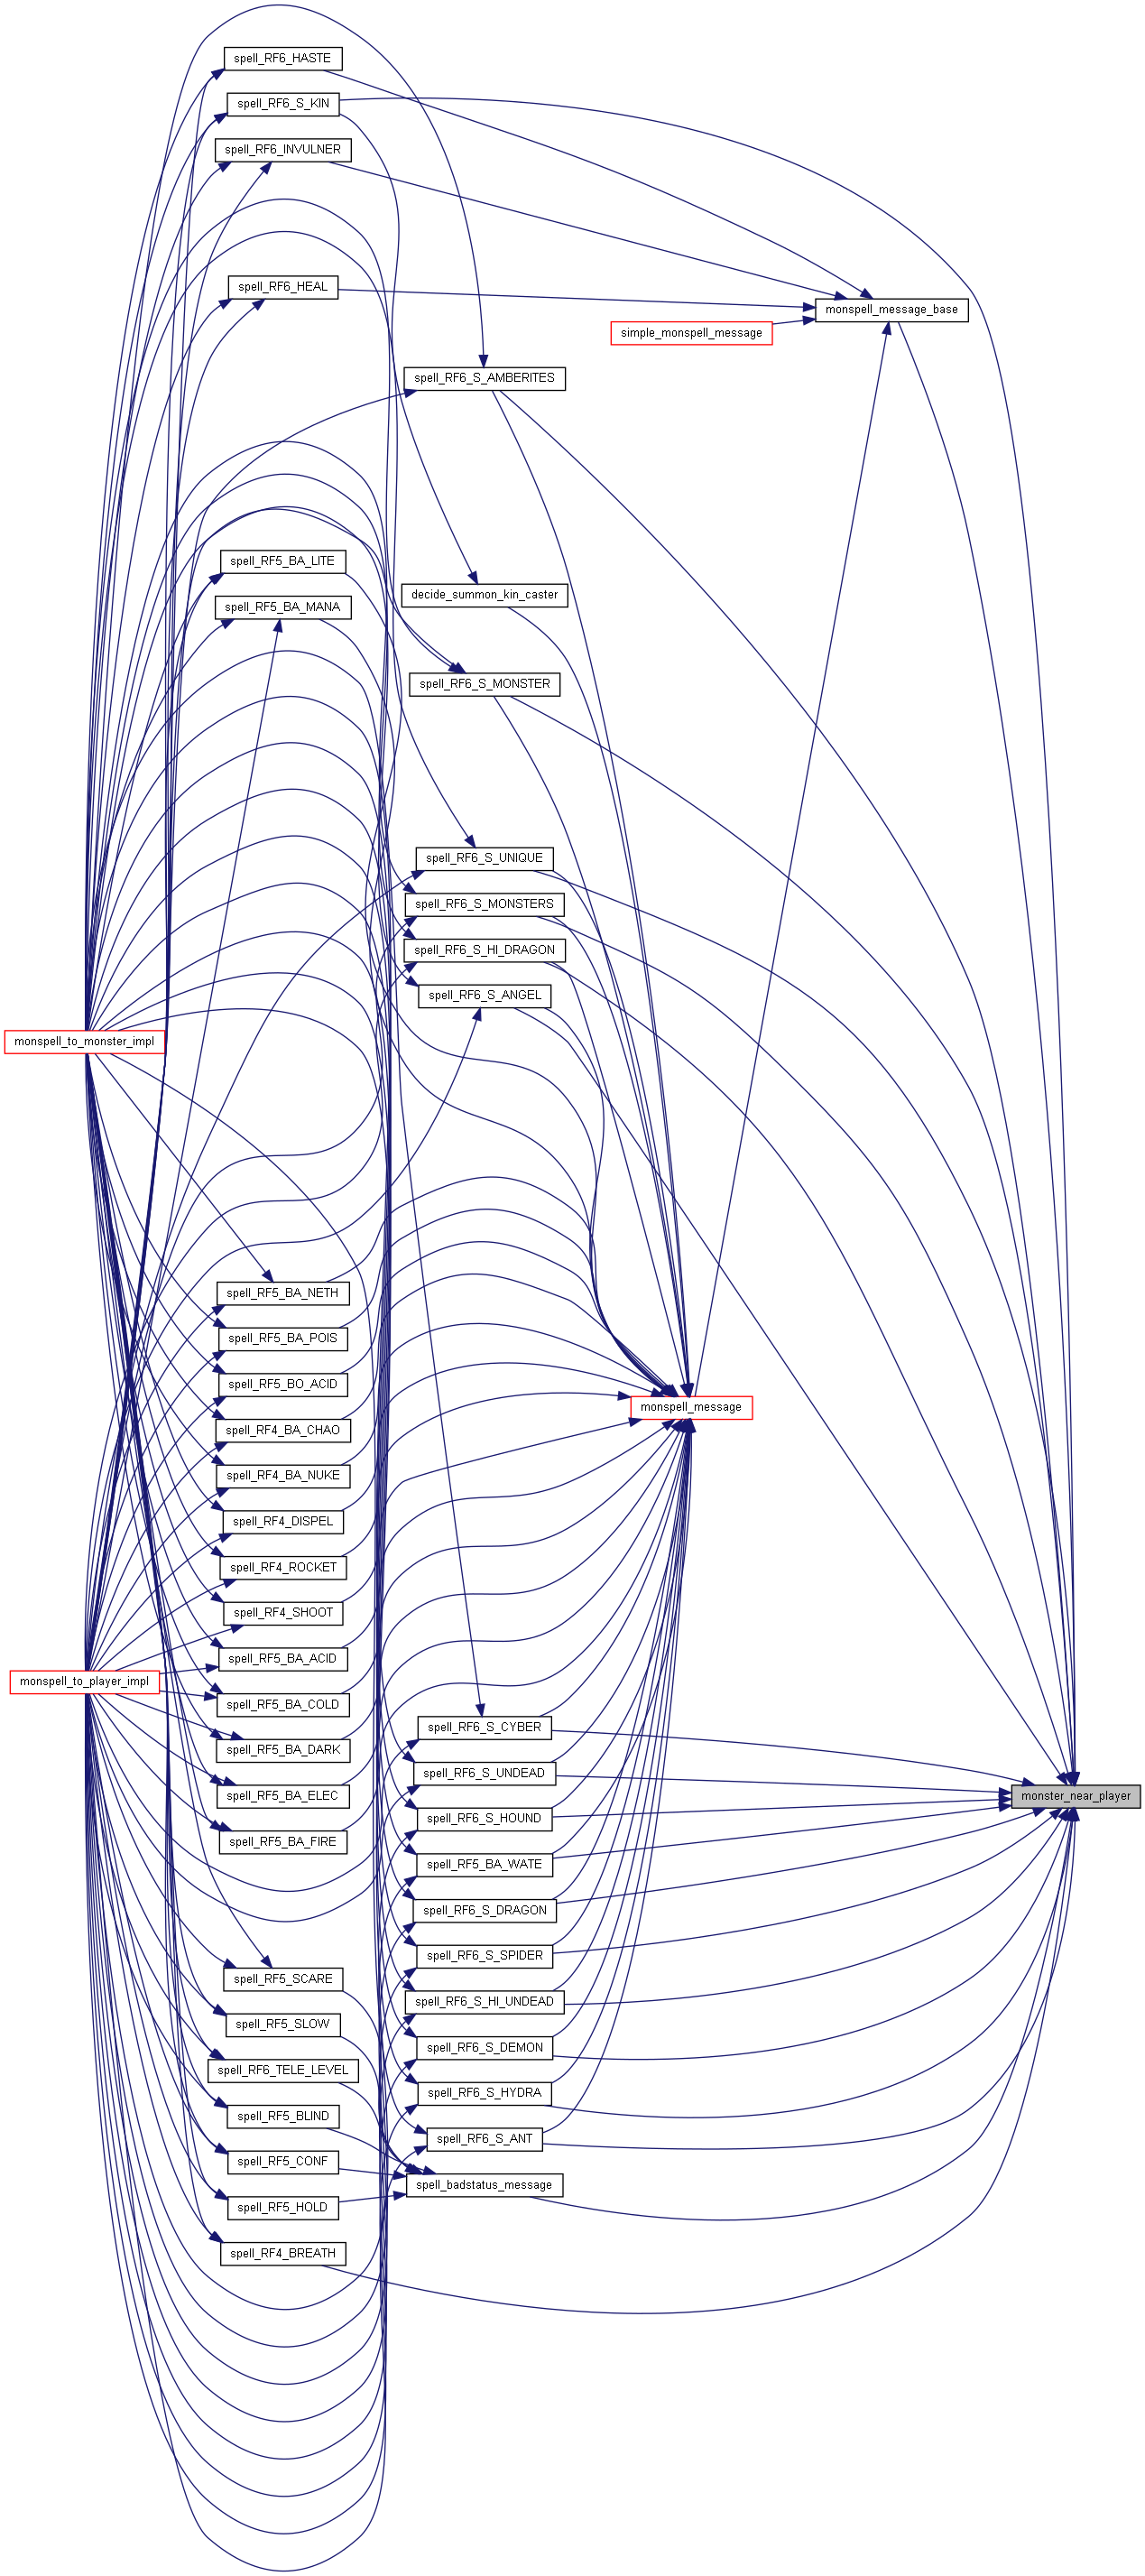 spell_RF6_HASTE
spell_RF6_S_KIN
spell_RF6_INVULNER
spell_RF6_HEAL
monspell_message_base
simple_monspell_message
spell_RF6_S_AMBERITES
spell_RF5_BA_LITE
decide_summon_kin_caster
spell_RF5_BA_MANA
spell_RF6_S_MONSTER
spell_RF6_S_UNIQUE
spell_RF6_S_MONSTERS
spell_RF6_S_HI_DRAGON
spell_RF6_S_ANGEL
monspell_to_monster_impl
spell_RF5_BA_NETH
spell_RF5_BA_POIS
spell_RF5_BO_ACID
monspell_message
spell_RF4_BA_CHAO
spell_RF4_BA_NUKE
spell_RF4_DISPEL
spell_RF4_ROCKET
spell_RF4_SHOOT
spell_RF5_BA_ACID
monspell_to_player_impl
spell_RF5_BA_COLD
spell_RF6_S_CYBER
spell_RF5_BA_DARK
spell_RF6_S_UNDEAD
spell_RF5_BA_ELEC
monster_near_player
spell_RF6_S_HOUND
spell_RF5_BA_FIRE
spell_RF5_BA_WATE
spell_RF6_S_DRAGON
spell_RF6_S_SPIDER
spell_RF5_SCARE
spell_RF6_S_HI_UNDEAD
spell_RF5_SLOW
spell_RF6_S_DEMON
spell_RF6_TELE_LEVEL
spell_RF6_S_HYDRA
spell_RF5_BLIND
spell_RF6_S_ANT
spell_RF5_CONF
spell_badstatus_message
spell_RF5_HOLD
spell_RF4_BREATH